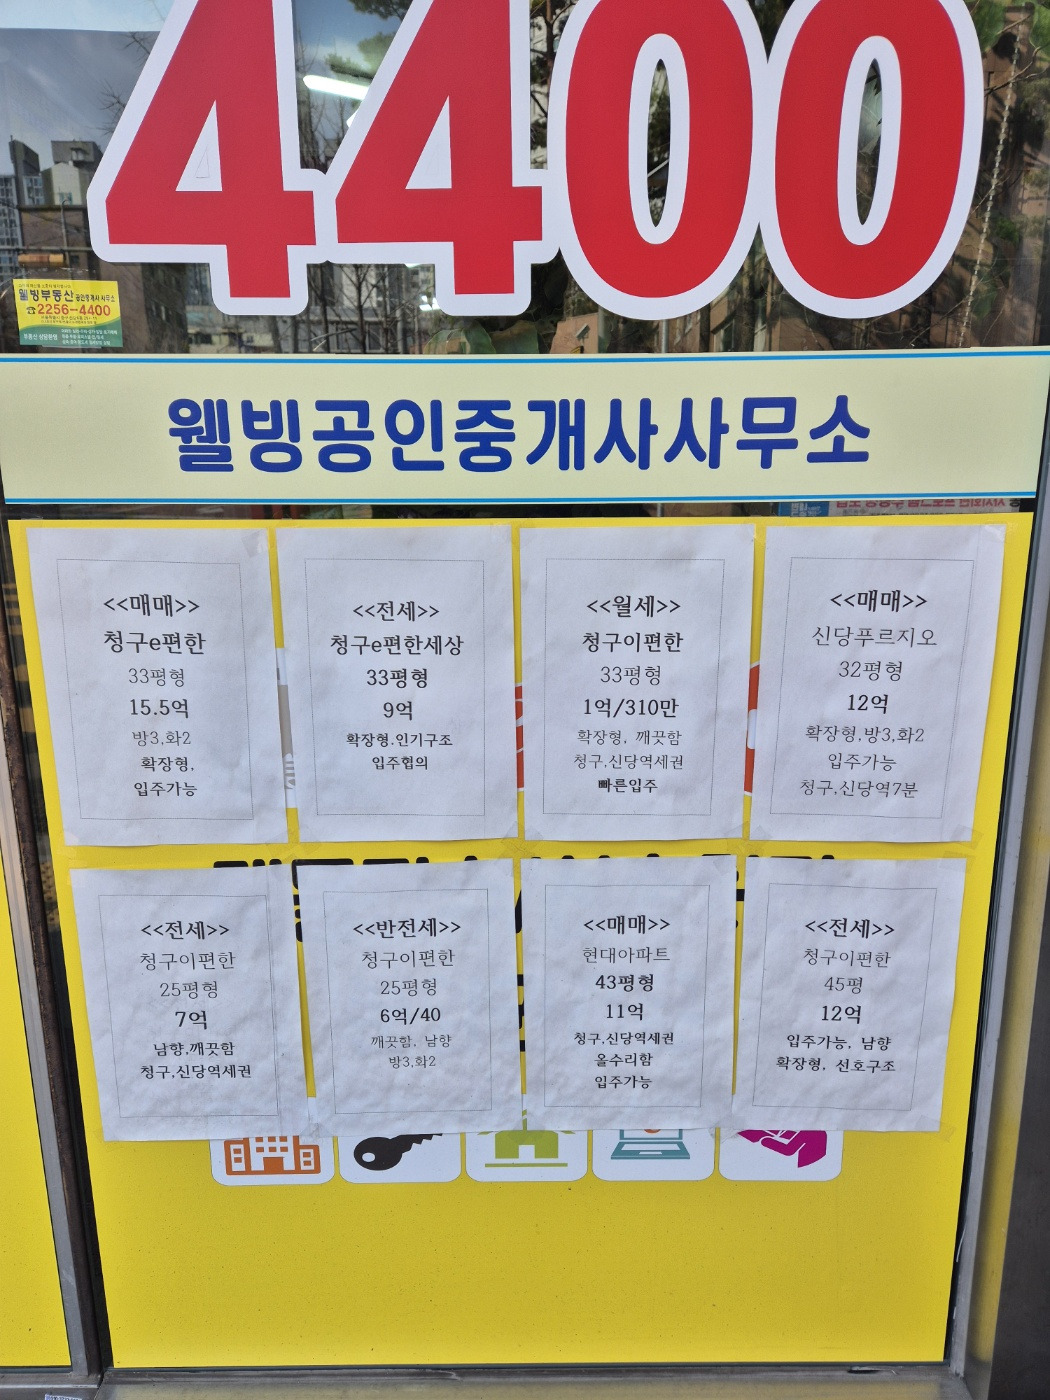 4400
웰빙부동산 공인중개사 사무소
☎2256-4400
웰빙공인중개사사무소
<<매매>>
청구e편한
33평형
15.5억
방3,화2
확장형,
입주가능
<<전세>>
청구e편한세상
33평형
9억
확장형.인기구조
입주협의
<<월세>>
청구이편한
33평형
1억/310만
확장형, 깨끗함
청구,신당역세권
빠른입주
<<매매>>
신당푸르지오
32평형
12억
확장형,방3,화2
입주가능
청구,신당역7분
<<전세>>
청구이편한
25평형
7억
남향,깨끗함
청구,신당역세권
<<반전세>>
청구이편한
25평형
6억/40
깨끗함, 남향
방3,화2
<<매매>>
현대아파트
43평형
11억
청구,신당역세권
올수리함
입주가능
<<전세>>
청구이편한
45평
12억
입주가능, 남향
확장형, 선호구조